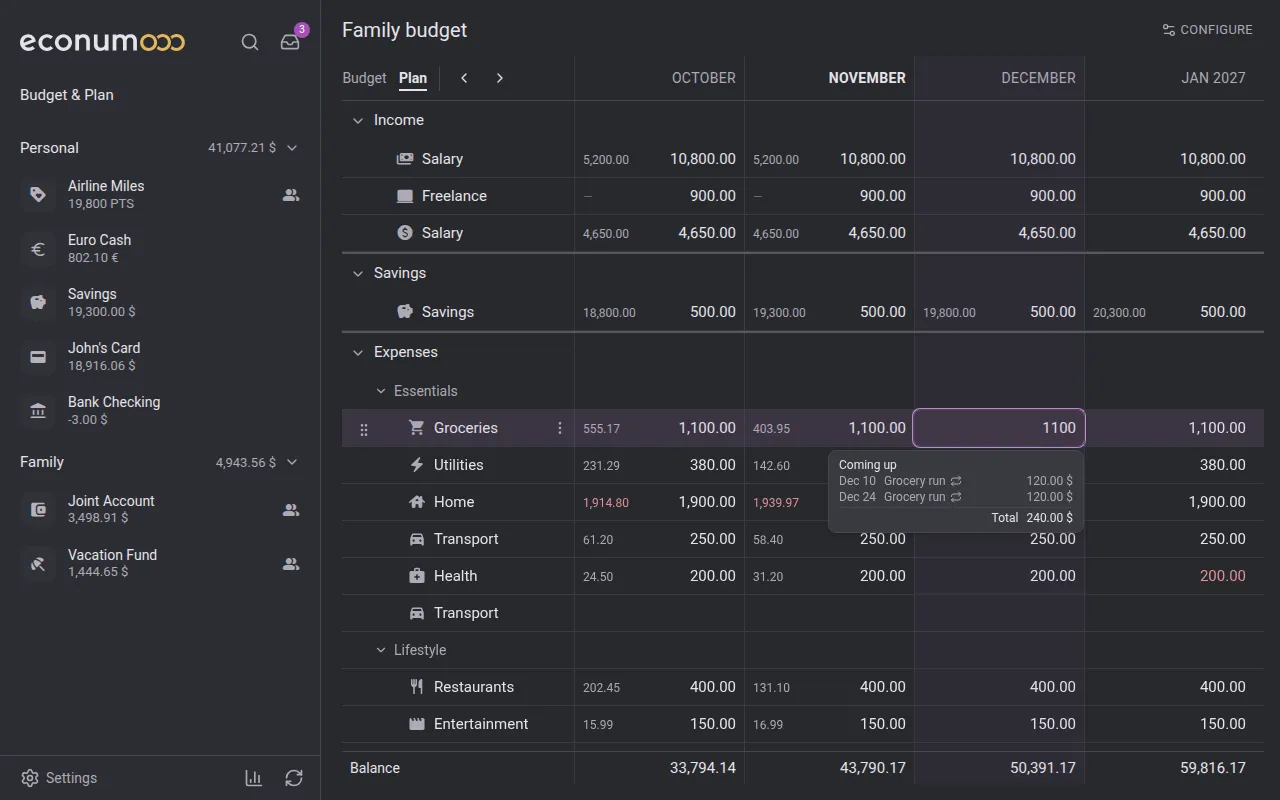 econumo
3
Budget & Plan
Personal 41,077.21 $
Airline Miles
19,800 PTS
Euro Cash
802.10 €
Savings
19,300.00 $
John's Card
18,916.06 $
Bank Checking
-3.00 $
Family 4,943.56 $
Joint Account
3,498.91 $
Vacation Fund
1,444.65 $
Settings
Family budget CONFIGURE
Budget Plan OCTOBER NOVEMBER DECEMBER JAN 2027
Income
Salary 5,200.00 10,800.00 5,200.00 10,800.00 10,800.00 10,800.00
Freelance – 900.00 – 900.00 900.00 900.00
Salary 4,650.00 4,650.00 4,650.00 4,650.00 4,650.00 4,650.00
Savings
Savings 18,800.00 500.00 19,300.00 500.00 19,800.00 500.00 20,300.00 500.00
Expenses
Essentials
Groceries 555.17 1,100.00 403.95 1,100.00 1100 1,100.00
Utilities 231.29 380.00 142.60 380.00
Home 1,914.80 1,900.00 1,939.97 1,900.00
Coming up
Dec 10 Grocery run 120.00 $
Dec 24 Grocery run 120.00 $
Total 240.00 $
Transport 61.20 250.00 58.40 250.00 250.00 250.00
Health 24.50 200.00 31.20 200.00 200.00 200.00
Transport
Lifestyle
Restaurants 202.45 400.00 131.10 400.00 400.00 400.00
Entertainment 15.99 150.00 16.99 150.00 150.00 150.00
Balance 33,794.14 43,790.17 50,391.17 59,816.17